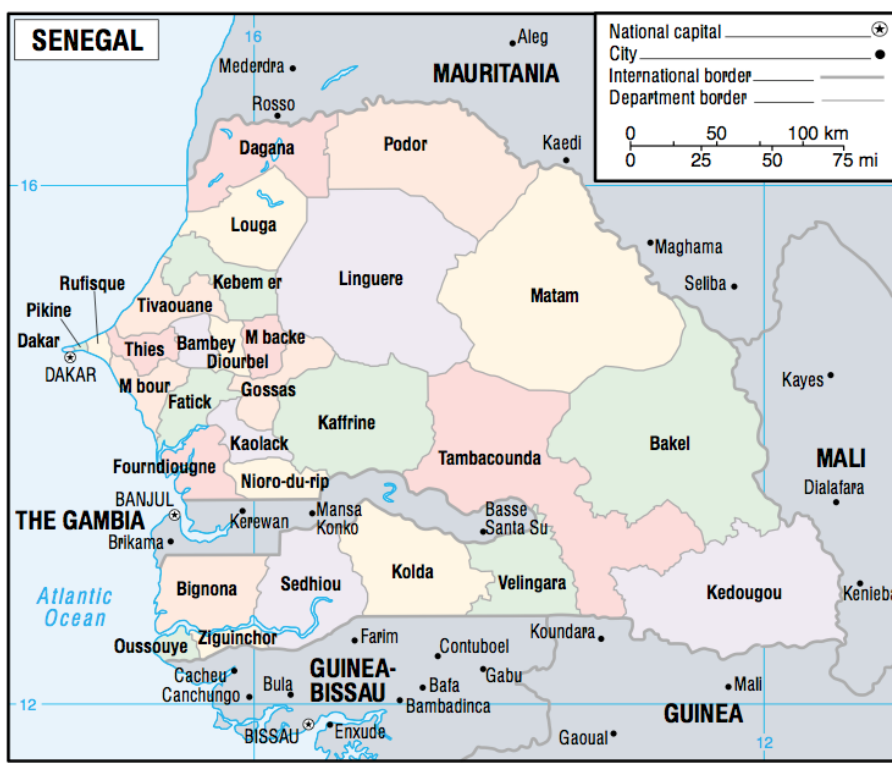 SENEGAL
National capital
City
International border
Department border
0 50 100 km
0 25 50 75 mi
16
Aleg
Mederdra
MAURITANIA
Rosso
Kaedi
Dagana
Podor
16
Louga
Maghama
Linguere
Seliba
Rufisque
Kebem er
Matam
Pikine
Tivaouane
Dakar
Thies
Bambey
M backe
Diourbel
DAKAR
M bour
Gossas
Kayes
Fatick
Kaffrine
Kaolack
Bakel
Tambacounda
MALI
Foundiougne
Nioro-du-rip
Dialafara
BANJUL
THE GAMBIA
Kerewan
Mansa
Konko
Basse
Santa Su
Brikama
Atlantic
Ocean
Bignona
Sedhiou
Kolda
Velingara
Kedougou
Kenieba
Oussouye
Ziguinchor
Farim
Koundara
Contuboel
GUINEA-
BISSAU
Cacheu
Canchungo
Bula
Bafa
Gabu
Bambadinca
Mali
GUINEA
12
BISSAU
Enxude
Gaoual
16
12